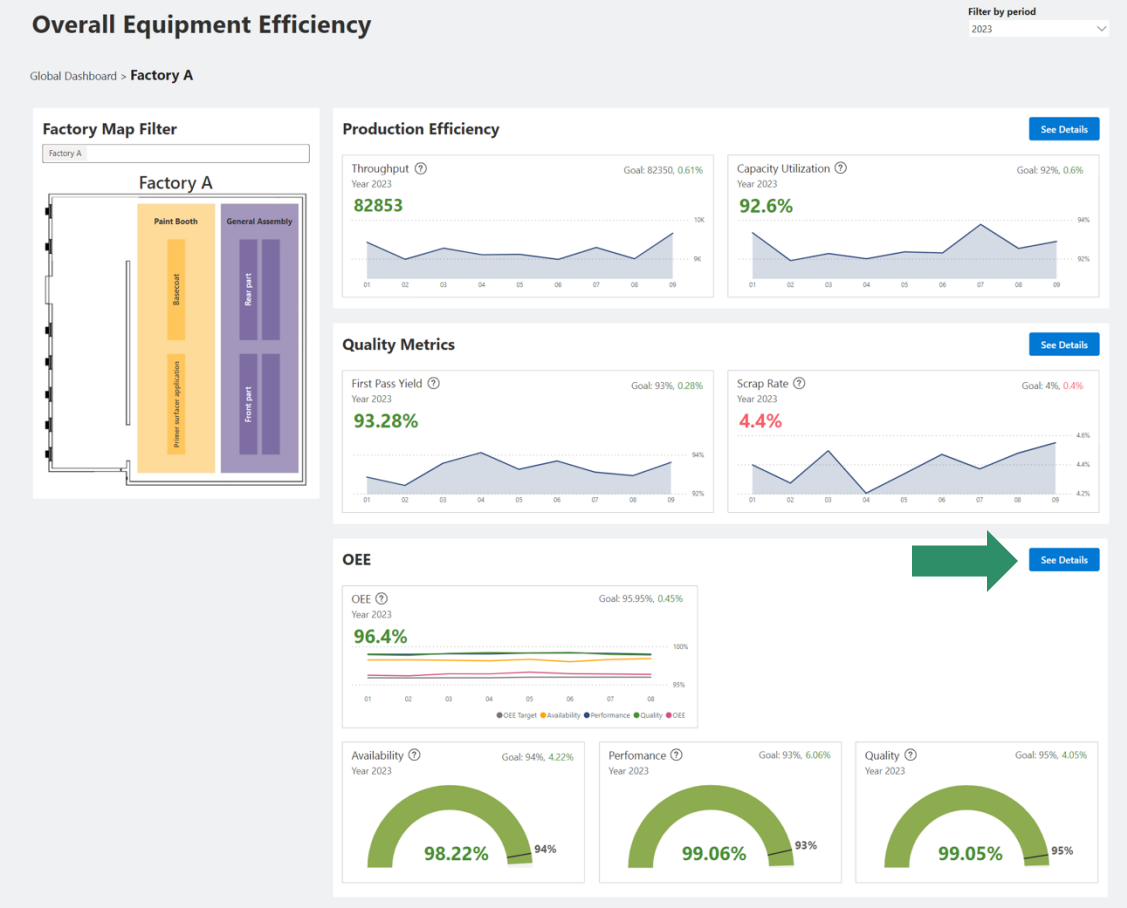 Overall Equipment Efficiency
Filter by period
2023
Global Dashboard > Factory A
Factory Map Filter
Factory A
Factory A
Paint Booth
General Assembly
Basecoat
Rear part
Primer surfacer application
Front part
Production Efficiency
See Details
Throughput ?
Goal: 82350, 0.61%
Year 2023
82853
10K
9K
01 02 03 04 05 06 07 08 09
Capacity Utilization ?
Goal: 92%, 0.6%
Year 2023
92.6%
94%
92%
01 02 03 04 05 06 07 08 09
Quality Metrics
See Details
First Pass Yield ?
Goal: 93%, 0.28%
Year 2023
93.28%
94%
92%
01 02 03 04 05 06 07 08 09
Scrap Rate ?
Goal: 4%, 0.4%
Year 2023
4.4%
4.6%
4.4%
4.2%
01 02 03 04 05 06 07 08 09
OEE
See Details
OEE ?
Goal: 95.95%, 0.45%
Year 2023
96.4%
100%
95%
01 02 03 04 05 06 07 08
OEE Target Availability Performance Quality OEE
Availability ?
Goal: 94%, 4.22%
Year 2023
98.22%
94%
Perfomance ?
Goal: 93%, 6.06%
Year 2023
99.06%
93%
Quality ?
Goal: 95%, 4.05%
Year 2023
99.05%
95%